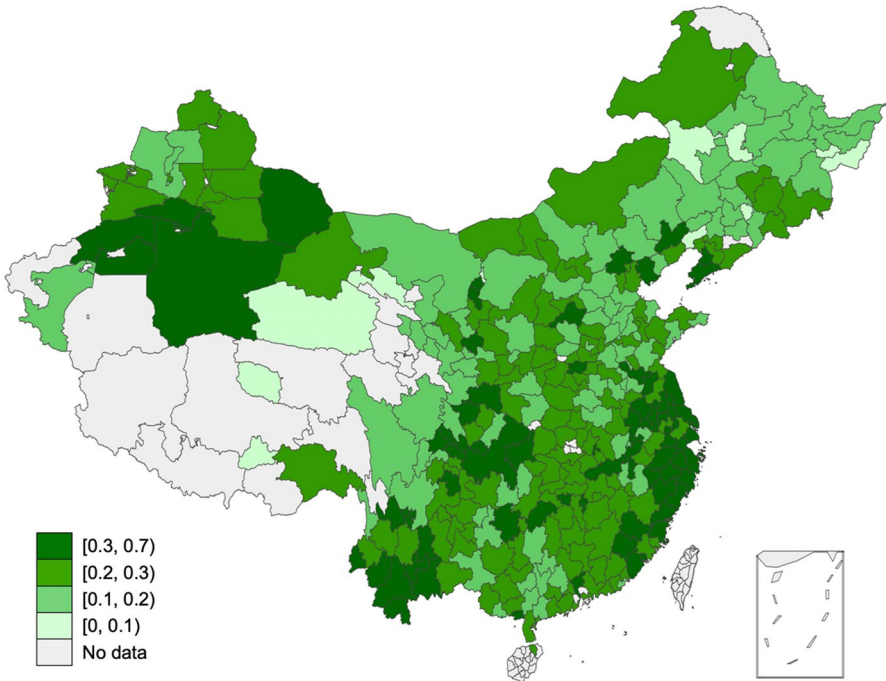 [0.3, 0.7)
[0.2, 0.3)
[0.1, 0.2)
[0, 0.1)
No data